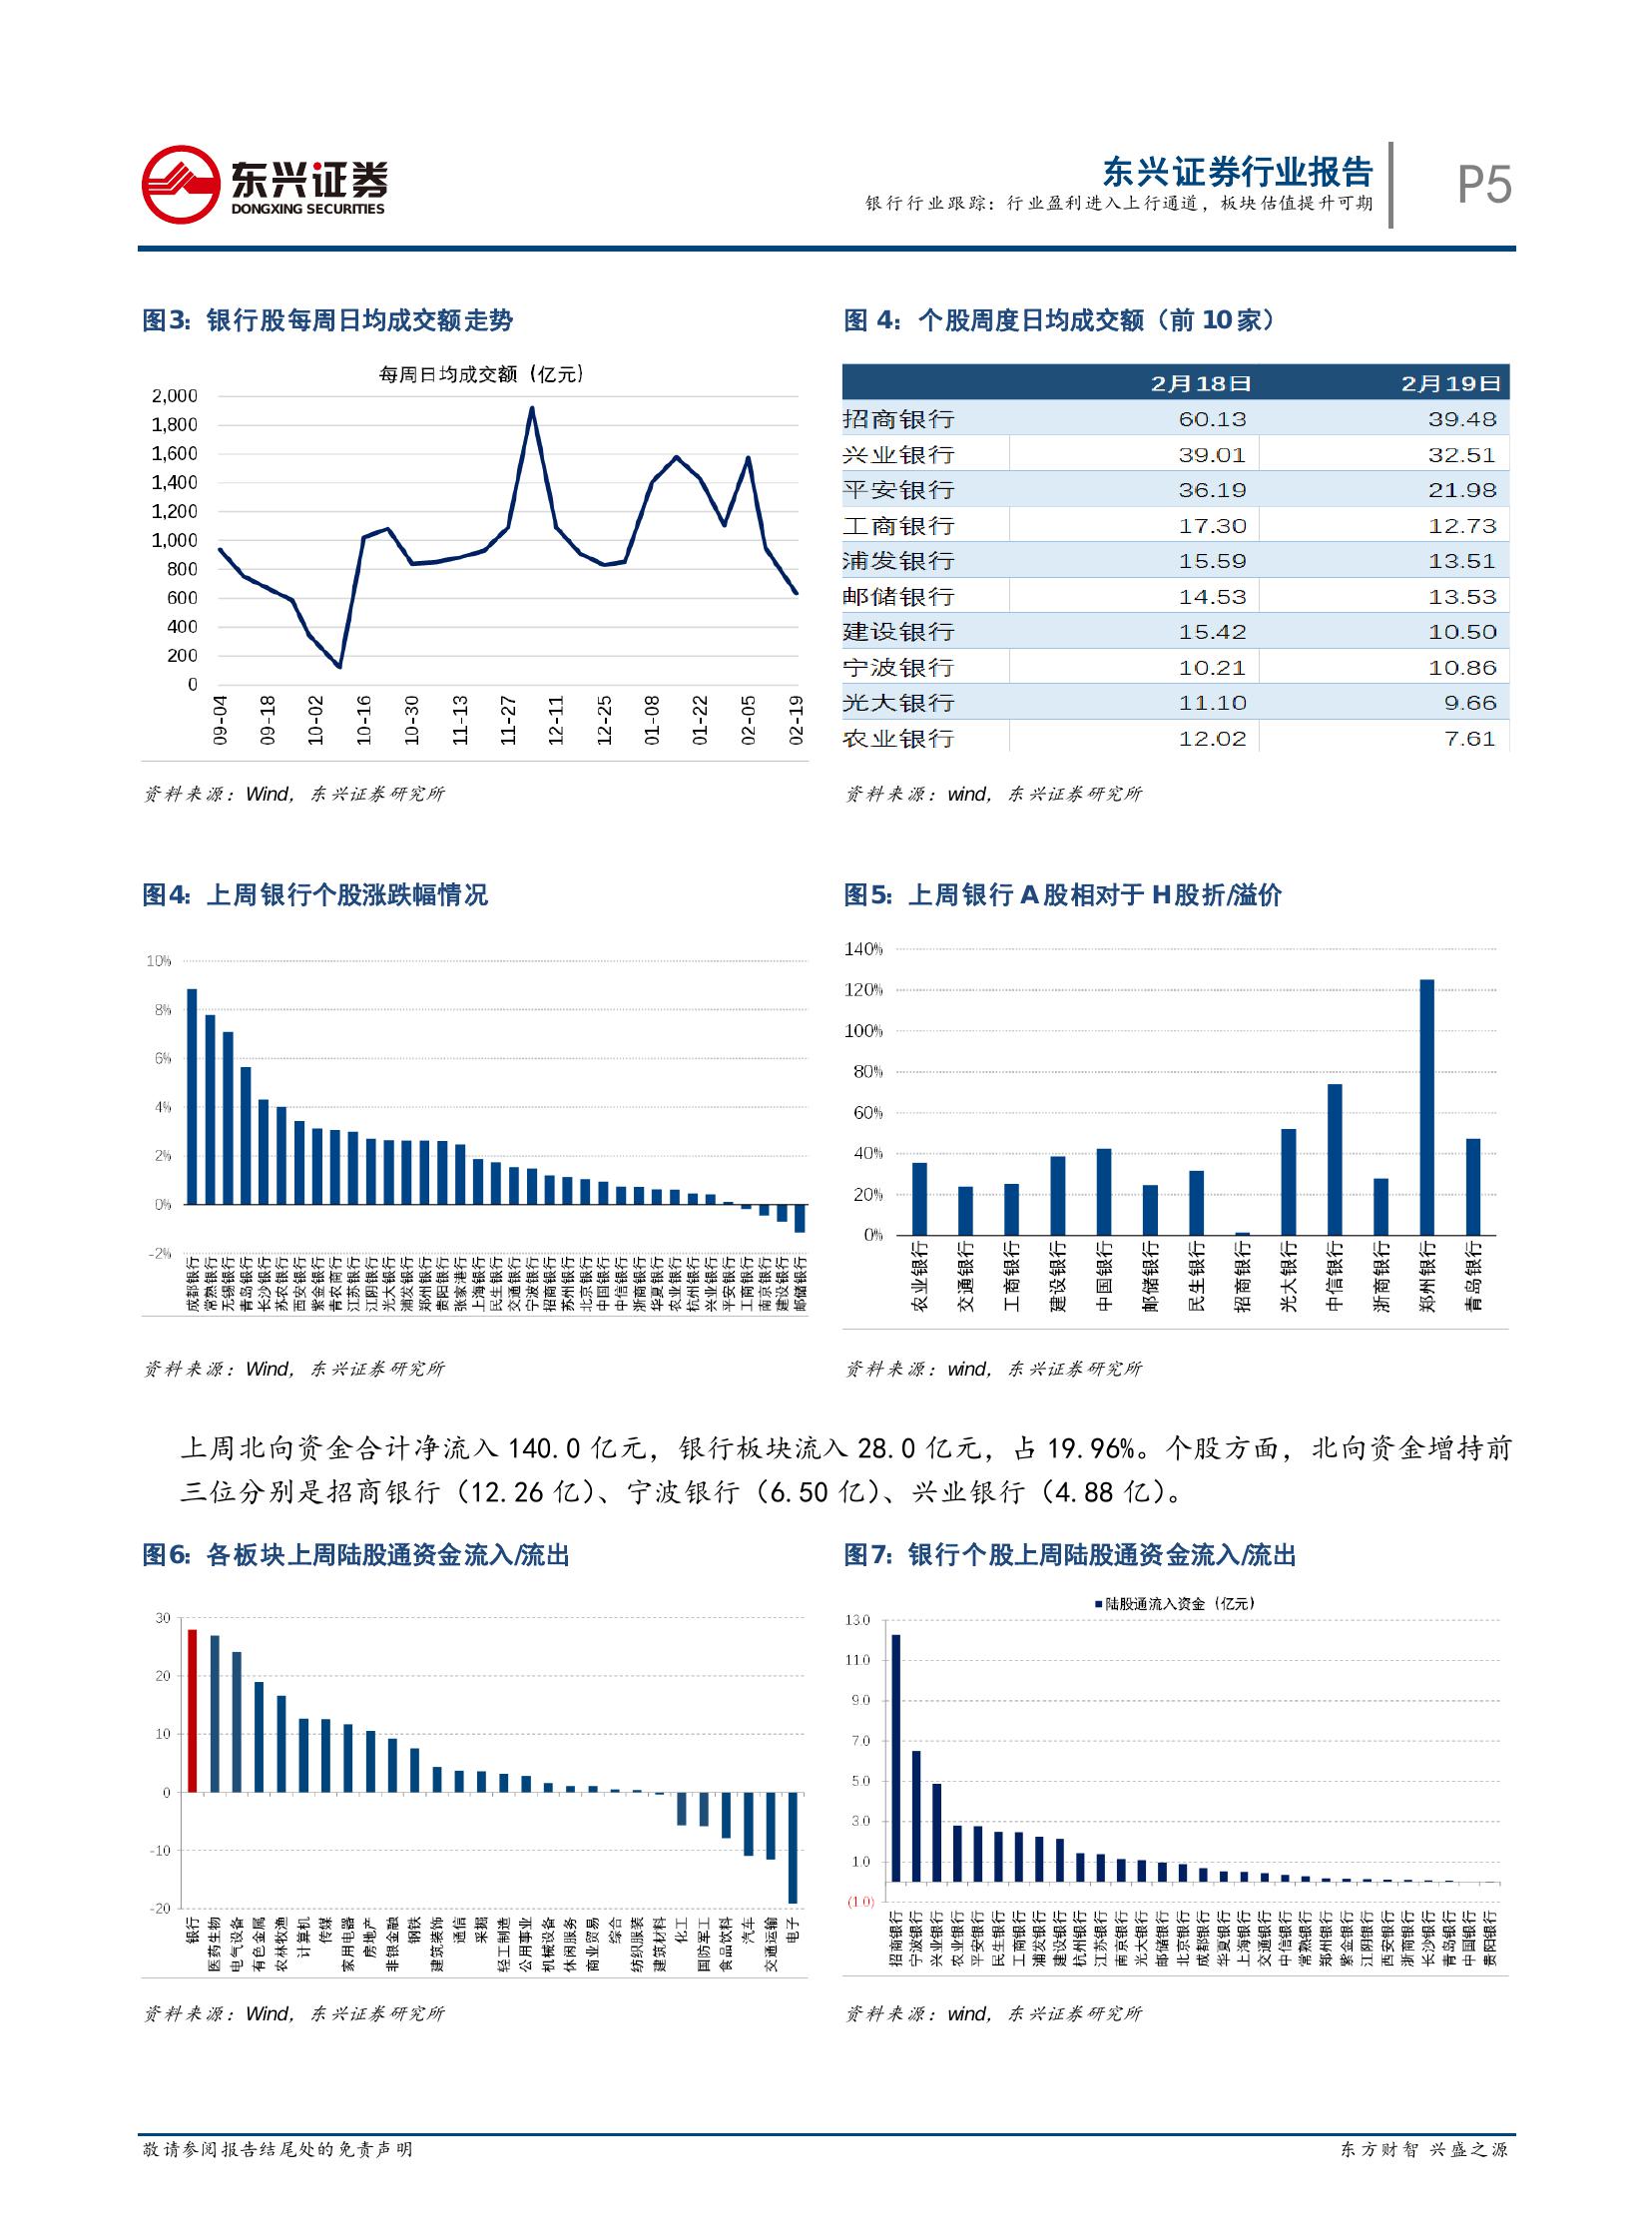 东兴证券
DONGXING SECURITIES
东兴证券行业报告
银行行业跟踪：行业盈利进入上行通道，板块估值提升可期
P5
图3：银行股每周日均成交额走势
每周日均成交额（亿元）
2,000
1,800
1,600
1,400
1,200
1,000
800
600
400
200
0
09-04
09-18
10-02
10-16
10-30
11-13
11-27
12-11
12-25
01-08
01-22
02-05
02-19
资料来源：Wind，东兴证券研究所
图 4：个股周度日均成交额（前 10 家）
2月18日 2月19日
招商银行 60.13 39.48
兴业银行 39.01 32.51
平安银行 36.19 21.98
工商银行 17.30 12.73
浦发银行 15.59 13.51
邮储银行 14.53 13.53
建设银行 15.42 10.50
宁波银行 10.21 10.86
光大银行 11.10 9.66
农业银行 12.02 7.61
资料来源：wind，东兴证券研究所
图4：上周银行个股涨跌幅情况
10%
8%
6%
4%
2%
0%
-2%
成都银行
常熟银行
无锡银行
青岛银行
长沙银行
苏农银行
西安银行
紫金银行
青农商行
江苏银行
江阴银行
光大银行
浦发银行
郑州银行
贵阳银行
张家港行
上海银行
民生银行
交通银行
宁波银行
招商银行
苏州银行
北京银行
中国银行
中信银行
浙商银行
华夏银行
农业银行
杭州银行
兴业银行
平安银行
工商银行
南京银行
建设银行
邮储银行
资料来源：Wind，东兴证券研究所
图5：上周银行 A 股相对于 H 股折/溢价
140%
120%
100%
80%
60%
40%
20%
0%
农业银行
交通银行
工商银行
建设银行
中国银行
邮储银行
民生银行
招商银行
光大银行
中信银行
浙商银行
郑州银行
青岛银行
资料来源：wind，东兴证券研究所
上周北向资金合计净流入 140.0 亿元，银行板块流入 28.0 亿元，占 19.96%。个股方面，北向资金增持前
三位分别是招商银行（12.26 亿）、宁波银行（6.50 亿）、兴业银行（4.88 亿）。
图6：各板块上周陆股通资金流入/流出
30
20
10
0
-10
-20
银行
医药生物
电气设备
有色金属
农林牧渔
计算机
传媒
家用电器
房地产
非银金融
钢铁
建筑装饰
通信
采掘
轻工制造
公用事业
机械设备
休闲服务
商业贸易
综合
纺织服装
建筑材料
化工
国防军工
食品饮料
汽车
交通运输
电子
资料来源：Wind，东兴证券研究所
图7：银行个股上周陆股通资金流入/流出
陆股通流入资金（亿元）
13.0
11.0
9.0
7.0
5.0
3.0
1.0
(1.0)
招商银行
宁波银行
兴业银行
农业银行
平安银行
民生银行
工商银行
浦发银行
建设银行
杭州银行
江苏银行
南京银行
光大银行
邮储银行
北京银行
成都银行
华夏银行
上海银行
交通银行
中信银行
常熟银行
郑州银行
紫金银行
江阴银行
西安银行
浙商银行
长沙银行
青岛银行
中国银行
贵阳银行
资料来源：wind，东兴证券研究所
敬请参阅报告结尾处的免责声明
东方财智 兴盛之源